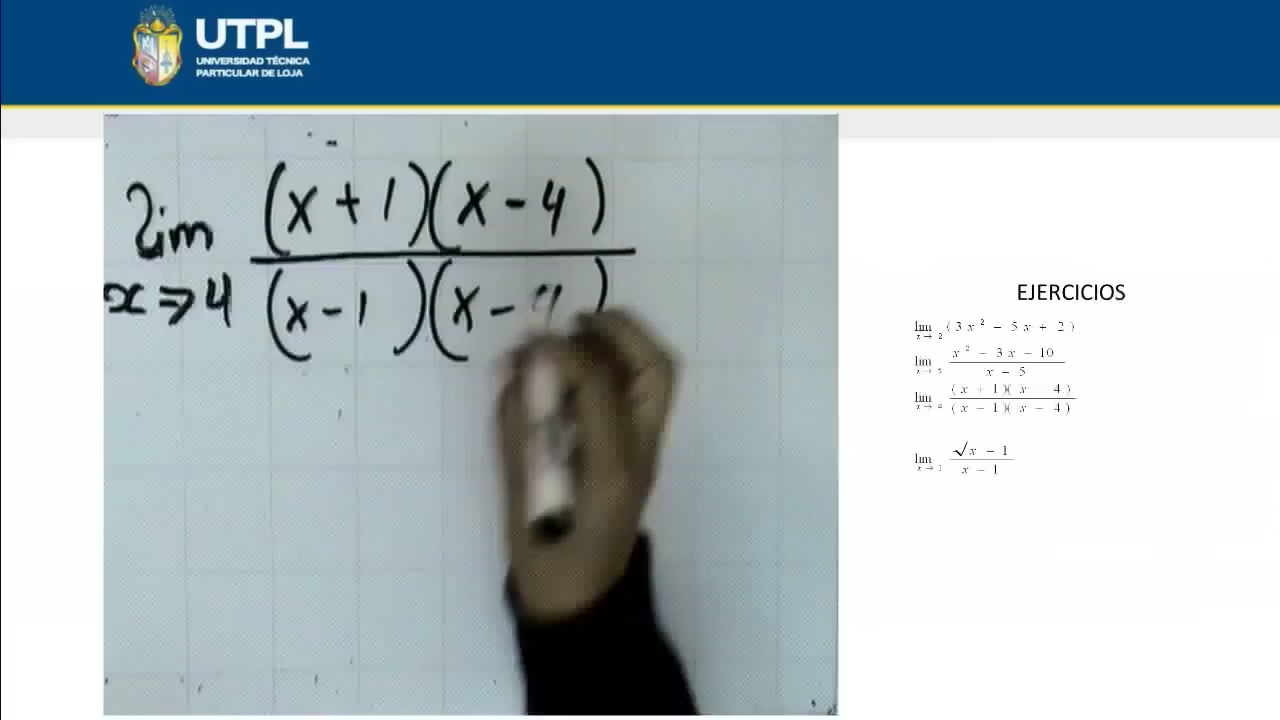 UTPL
UNIVERSIDAD TÉCNICA
PARTICULAR DE LOJA
lim (x + 1)(x - 4)
x → 4 (x - 1)(x - 4)
EJERCICIOS
lim x → 2 (3x² − 5x + 2)
lim x → 5 x² − 3x − 10
x − 5
lim x → 4 (x + 1)(x 4)
(x − 1)(x − 4)
lim x → 1 √x − 1
x − 1